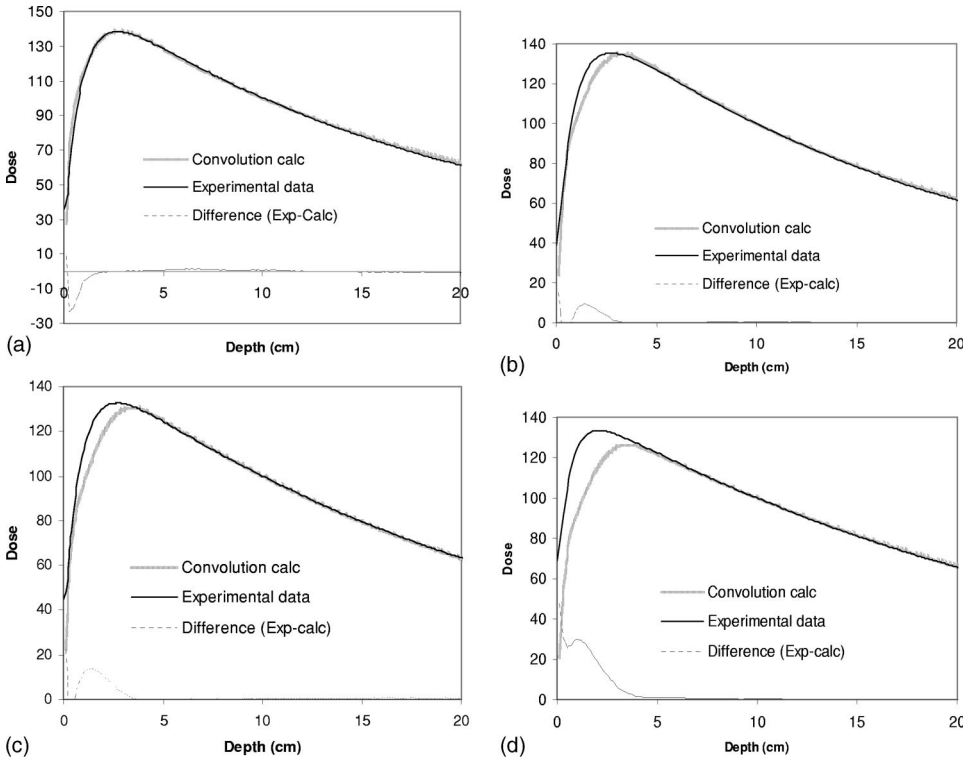 150
130
110
90
70
50
30
10
-10
-30
Dose
Convolution calc
Experimental data
Difference (Exp-Calc)
0 5 10 15 20
Depth (cm)
(a)
140
120
100
80
60
40
20
0
Dose
Convolution calc
Experimental data
Difference (Exp-calc)
0 5 10 15 20
Depth (cm)
(b)
140
120
100
80
60
40
20
0
Dose
Convolution calc
Experimental data
Difference (Exp-calc)
0 5 10 15 20
Depth (cm)
(c)
140
120
100
80
60
40
20
0
Dose
Convolution calc
Experimental data
Difference (Exp-calc)
0 5 10 15 20
Depth (cm)
(d)